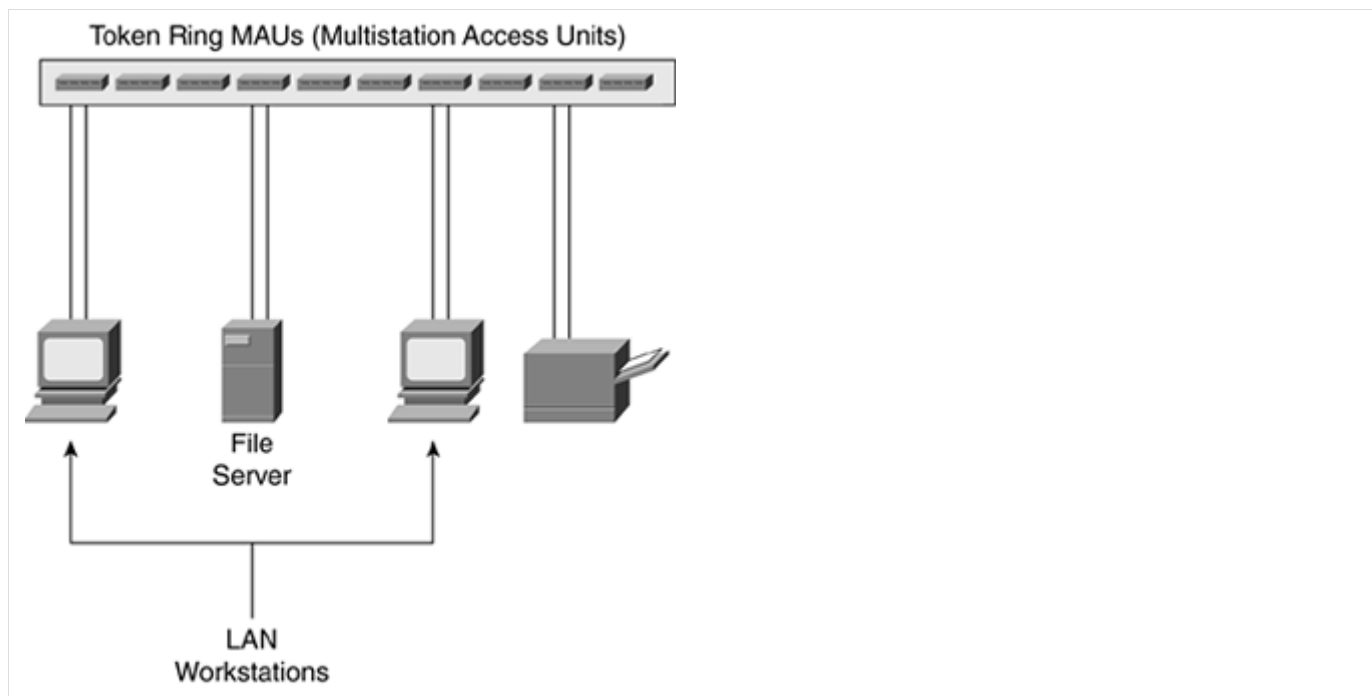 Token Ring MAUs (Multistation Access Units)
File
Server
LAN
Workstations